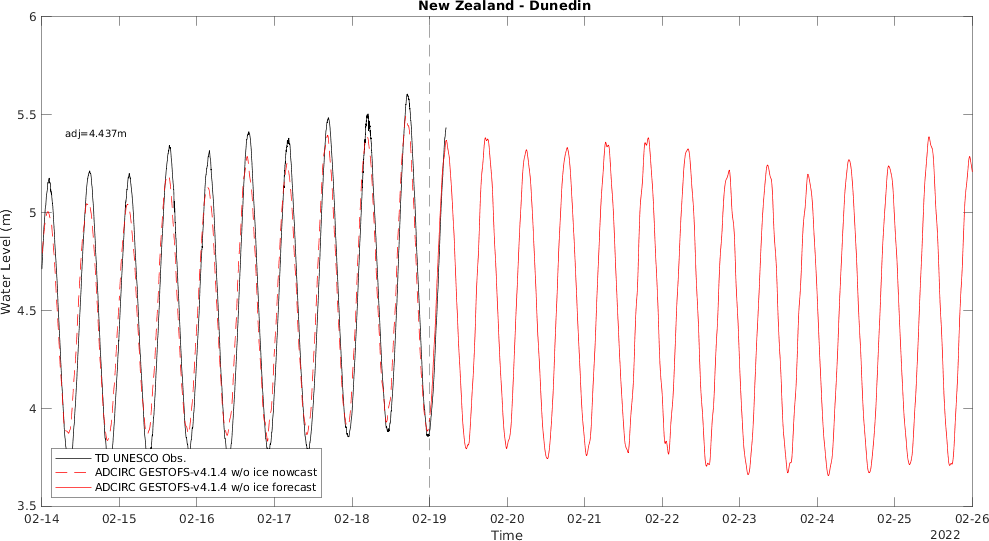 New Zealand - Dunedin
6
5.5
5
4.5
4
3.5
Water Level (m)
adj=4.437m
TD UNESCO Obs.
ADCIRC GESTOFS-v4.1.4 w/o ice nowcast
ADCIRC GESTOFS-v4.1.4 w/o ice forecast
02-14 02-15 02-16 02-17 02-18 02-19 02-20 02-21 02-22 02-23 02-24 02-25 02-26
Time
2022